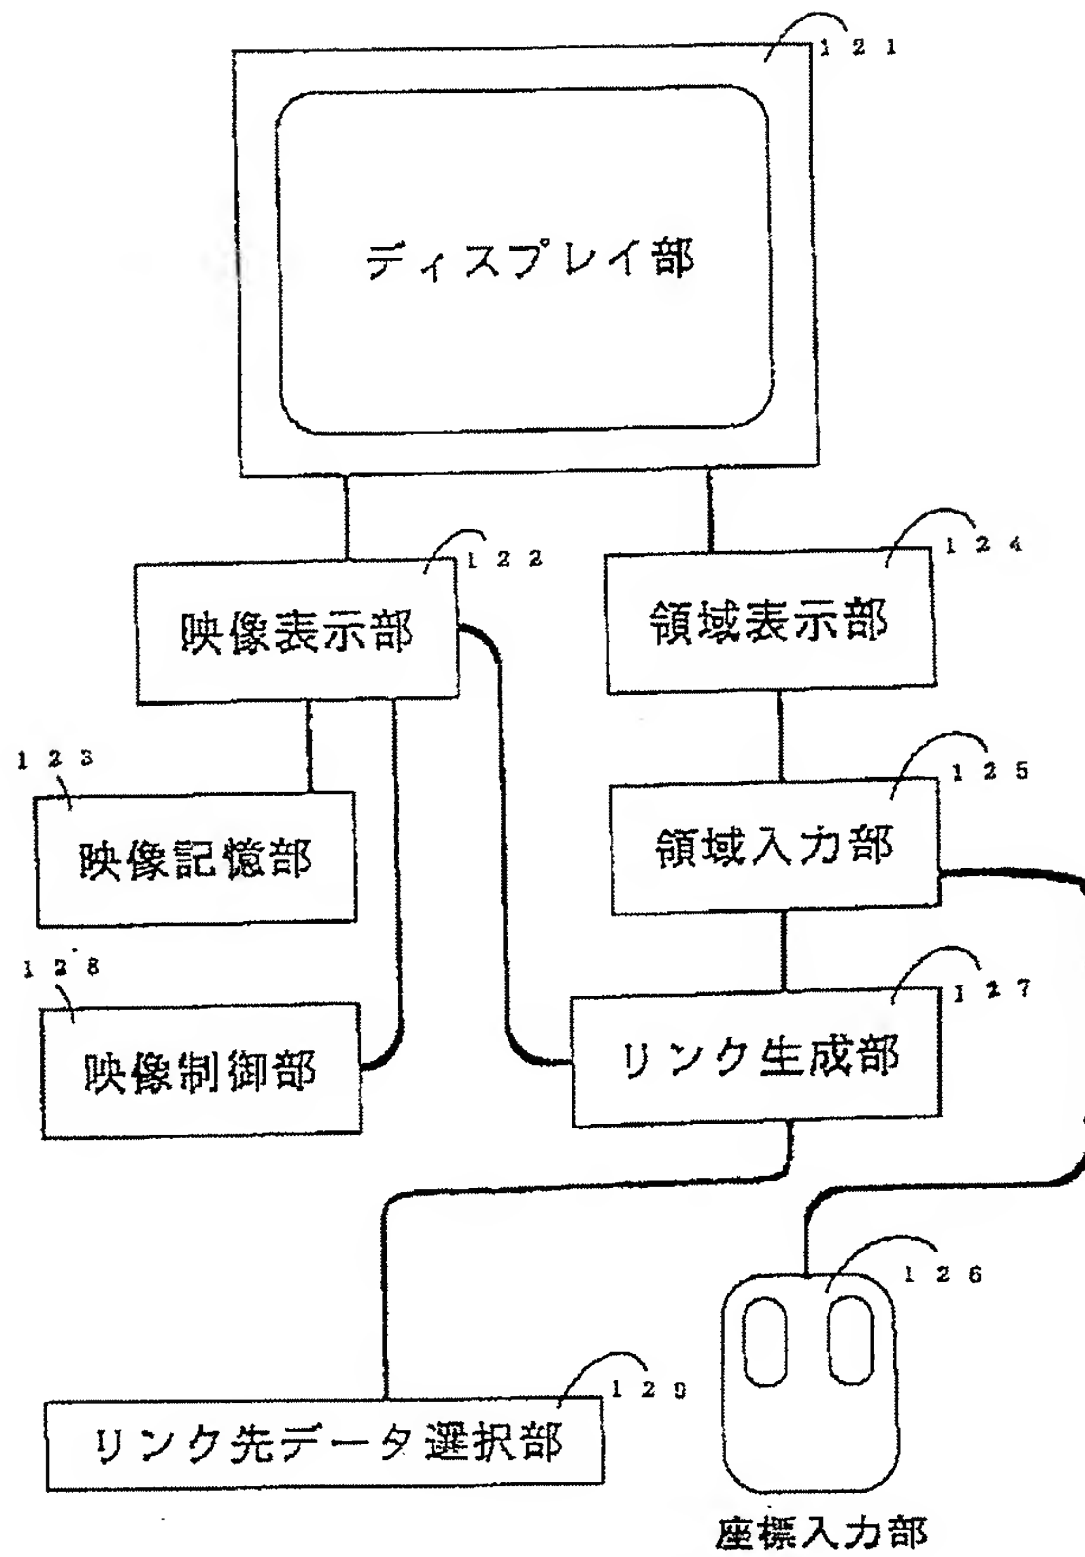 121
ディスプレイ部
122
124
映像表示部
領域表示部
123
125
映像記憶部
領域入力部
128
127
映像制御部
リンク生成部
126
129
リンク先データ選択部
座標入力部